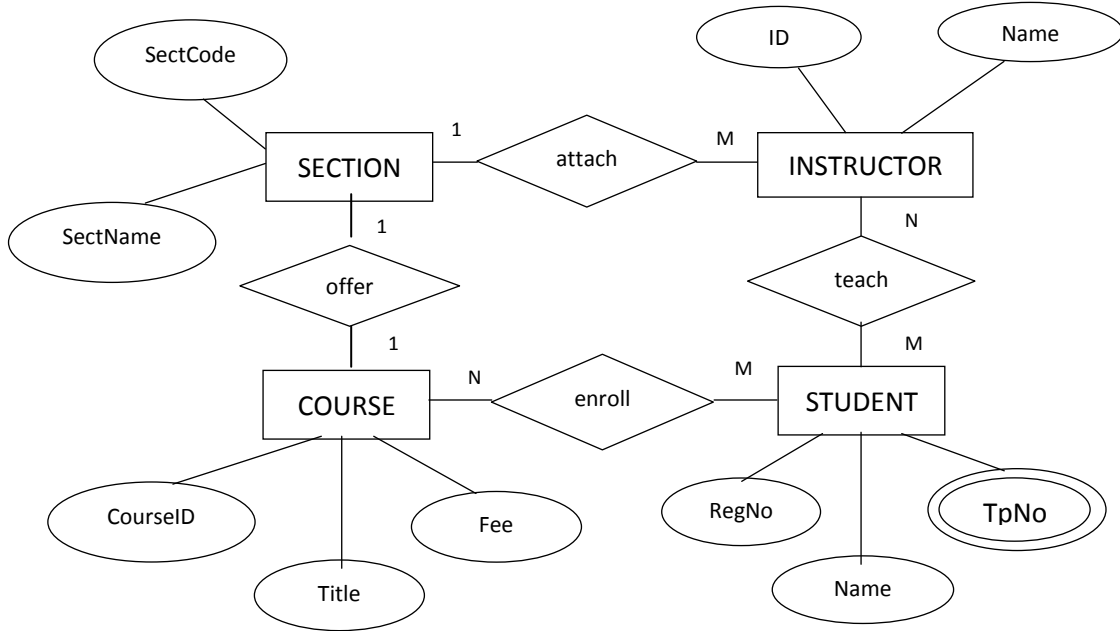 ID
Name
SectCode
1
M
SECTION
attach
INSTRUCTOR
1
N
SectName
offer
teach
1
M
N
M
COURSE
enroll
STUDENT
CourseID
Fee
RegNo
TpNo
Title
Name